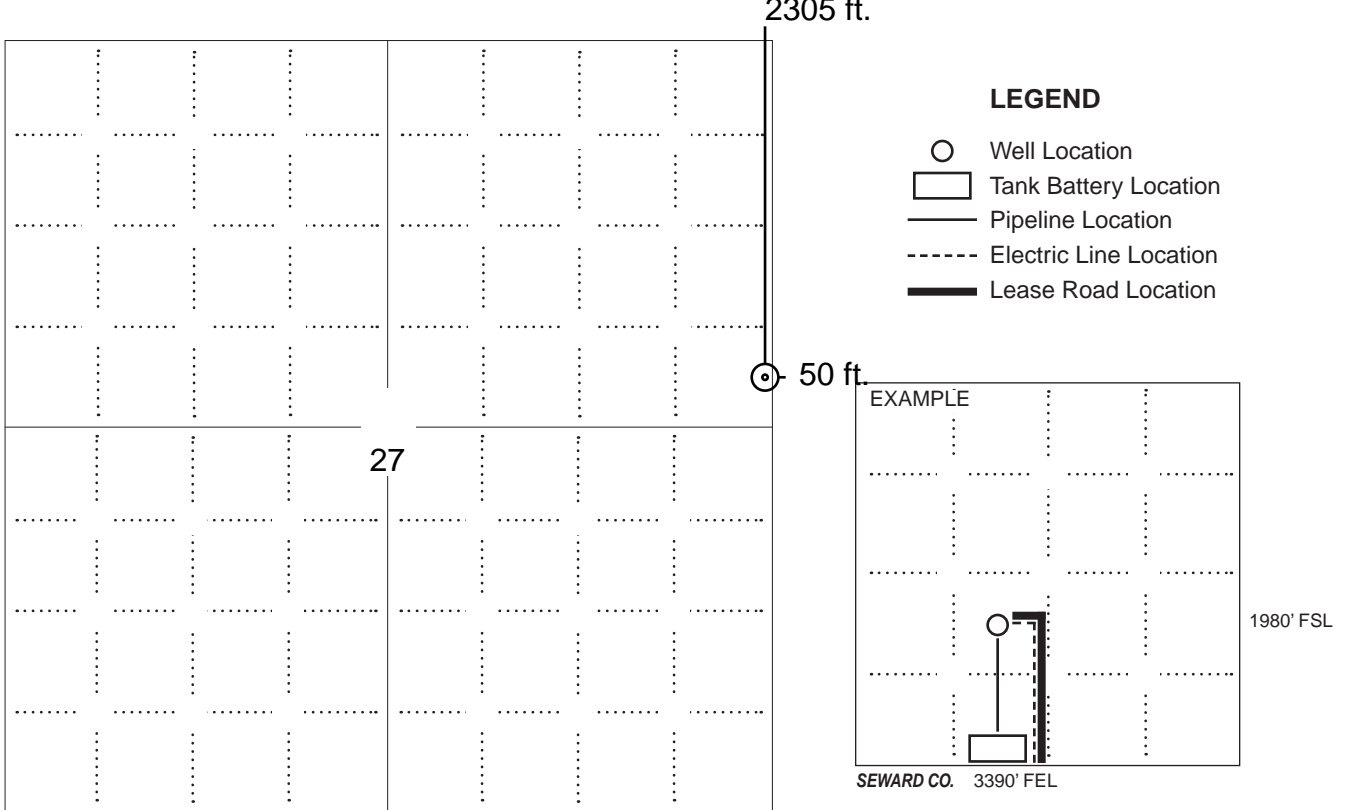 2305 ft.
LEGEND
Well Location
Tank Battery Location
Pipeline Location
Electric Line Location
Lease Road Location
50 ft.
EXAMPLE
27
1980' FSL
SEWARD CO. 3390' FEL